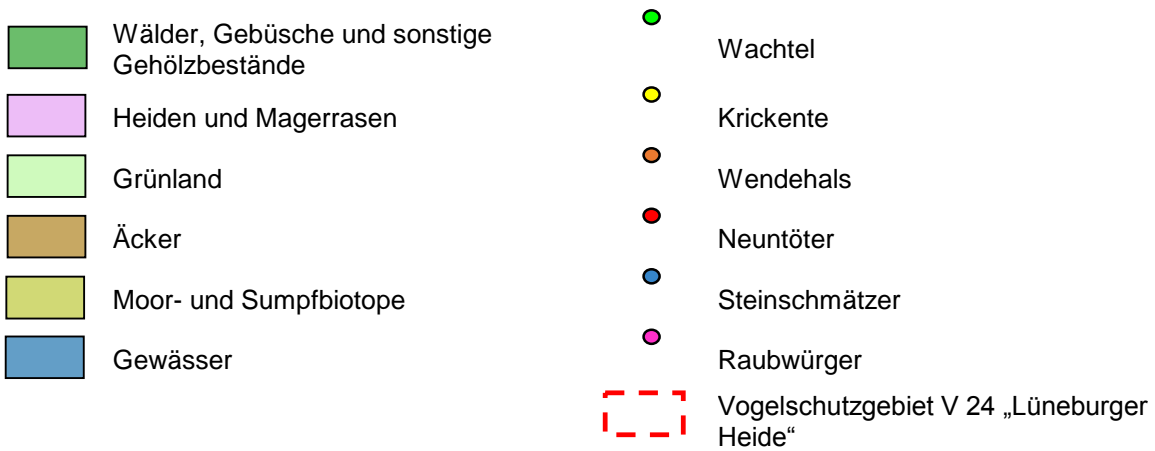 Wälder, Gebüsche und sonstige
Gehölzbestände
Heiden und Magerrasen
Grünland
Äcker
Moor- und Sumpfbiotope
Gewässer
Wachtel
Krickente
Wendehals
Neuntöter
Steinschmätzer
Raubwürger
Vogelschutzgebiet V 24 „Lüneburger
Heide“